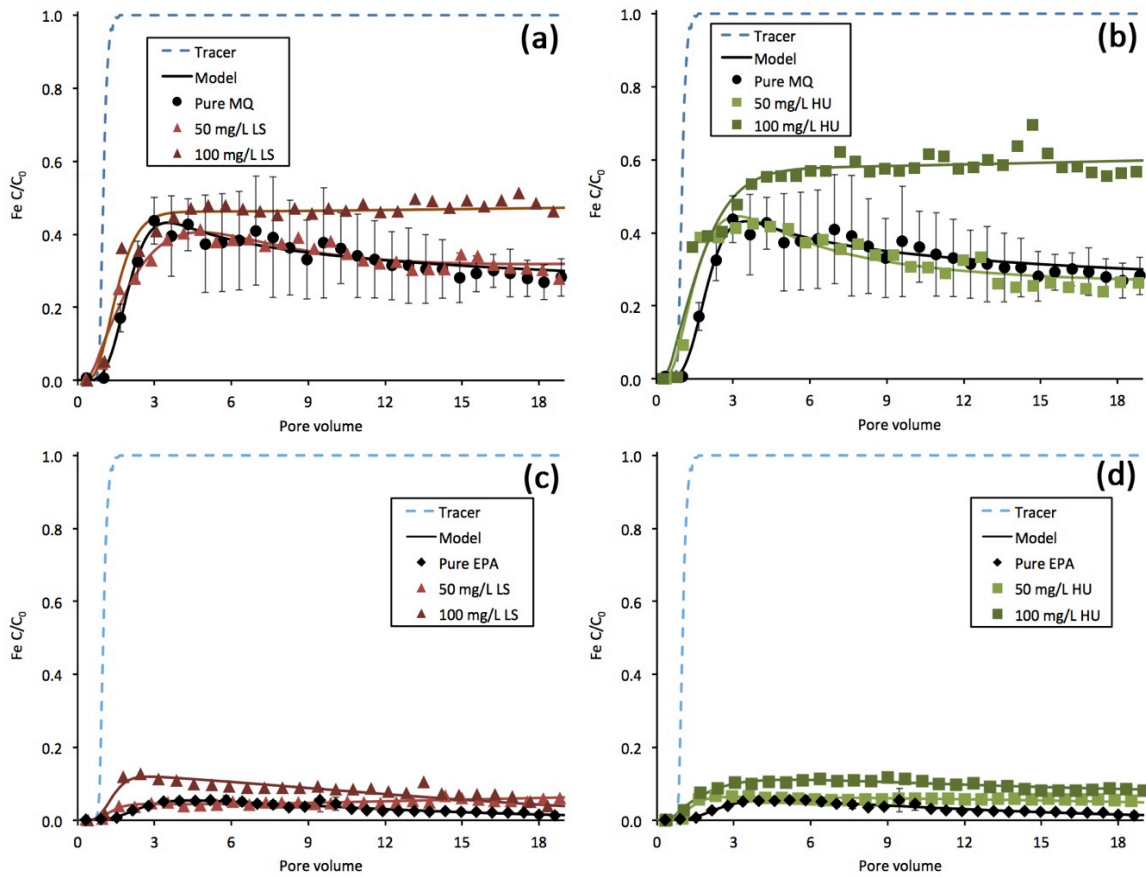 (a)
Tracer
Model
Pure MQ
50 mg/L LS
100 mg/L LS
Fe C/C0
1.0
0.8
0.6
0.4
0.2
0.0
0 3 6 9 12 15 18
Pore volume
(b)
Tracer
Model
Pure MQ
50 mg/L HU
100 mg/L HU
Fe C/C0
1.0
0.8
0.6
0.4
0.2
0.0
0 3 6 9 12 15 18
Pore volume
(c)
Tracer
Model
Pure EPA
50 mg/L LS
100 mg/L LS
Fe C/C0
1.0
0.8
0.6
0.4
0.2
0.0
0 3 6 9 12 15 18
Pore volume
(d)
Tracer
Model
Pure EPA
50 mg/L HU
100 mg/L HU
Fe C/C0
1.0
0.8
0.6
0.4
0.2
0.0
0 3 6 9 12 15 18
Pore volume